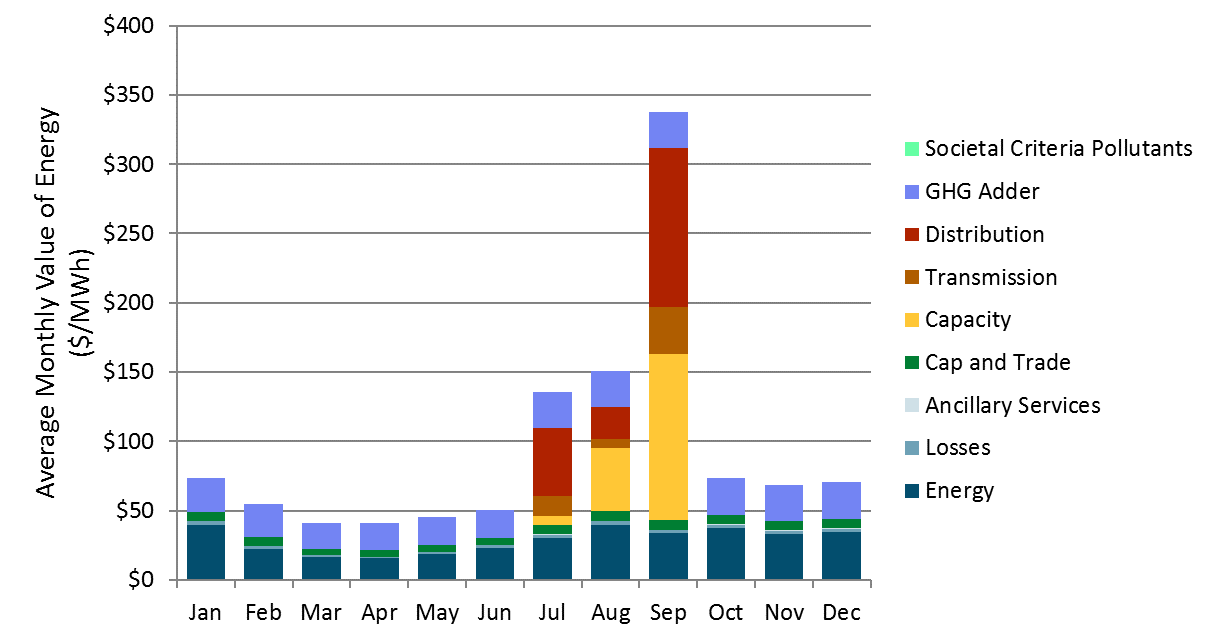 Average Monthly Value of Energy
($/MWh)
$400
$350
$300
$250
$200
$150
$100
$50
$0
Jan Feb Mar Apr May Jun Jul Aug Sep Oct Nov Dec
Societal Criteria Pollutants
GHG Adder
Distribution
Transmission
Capacity
Cap and Trade
Ancillary Services
Losses
Energy